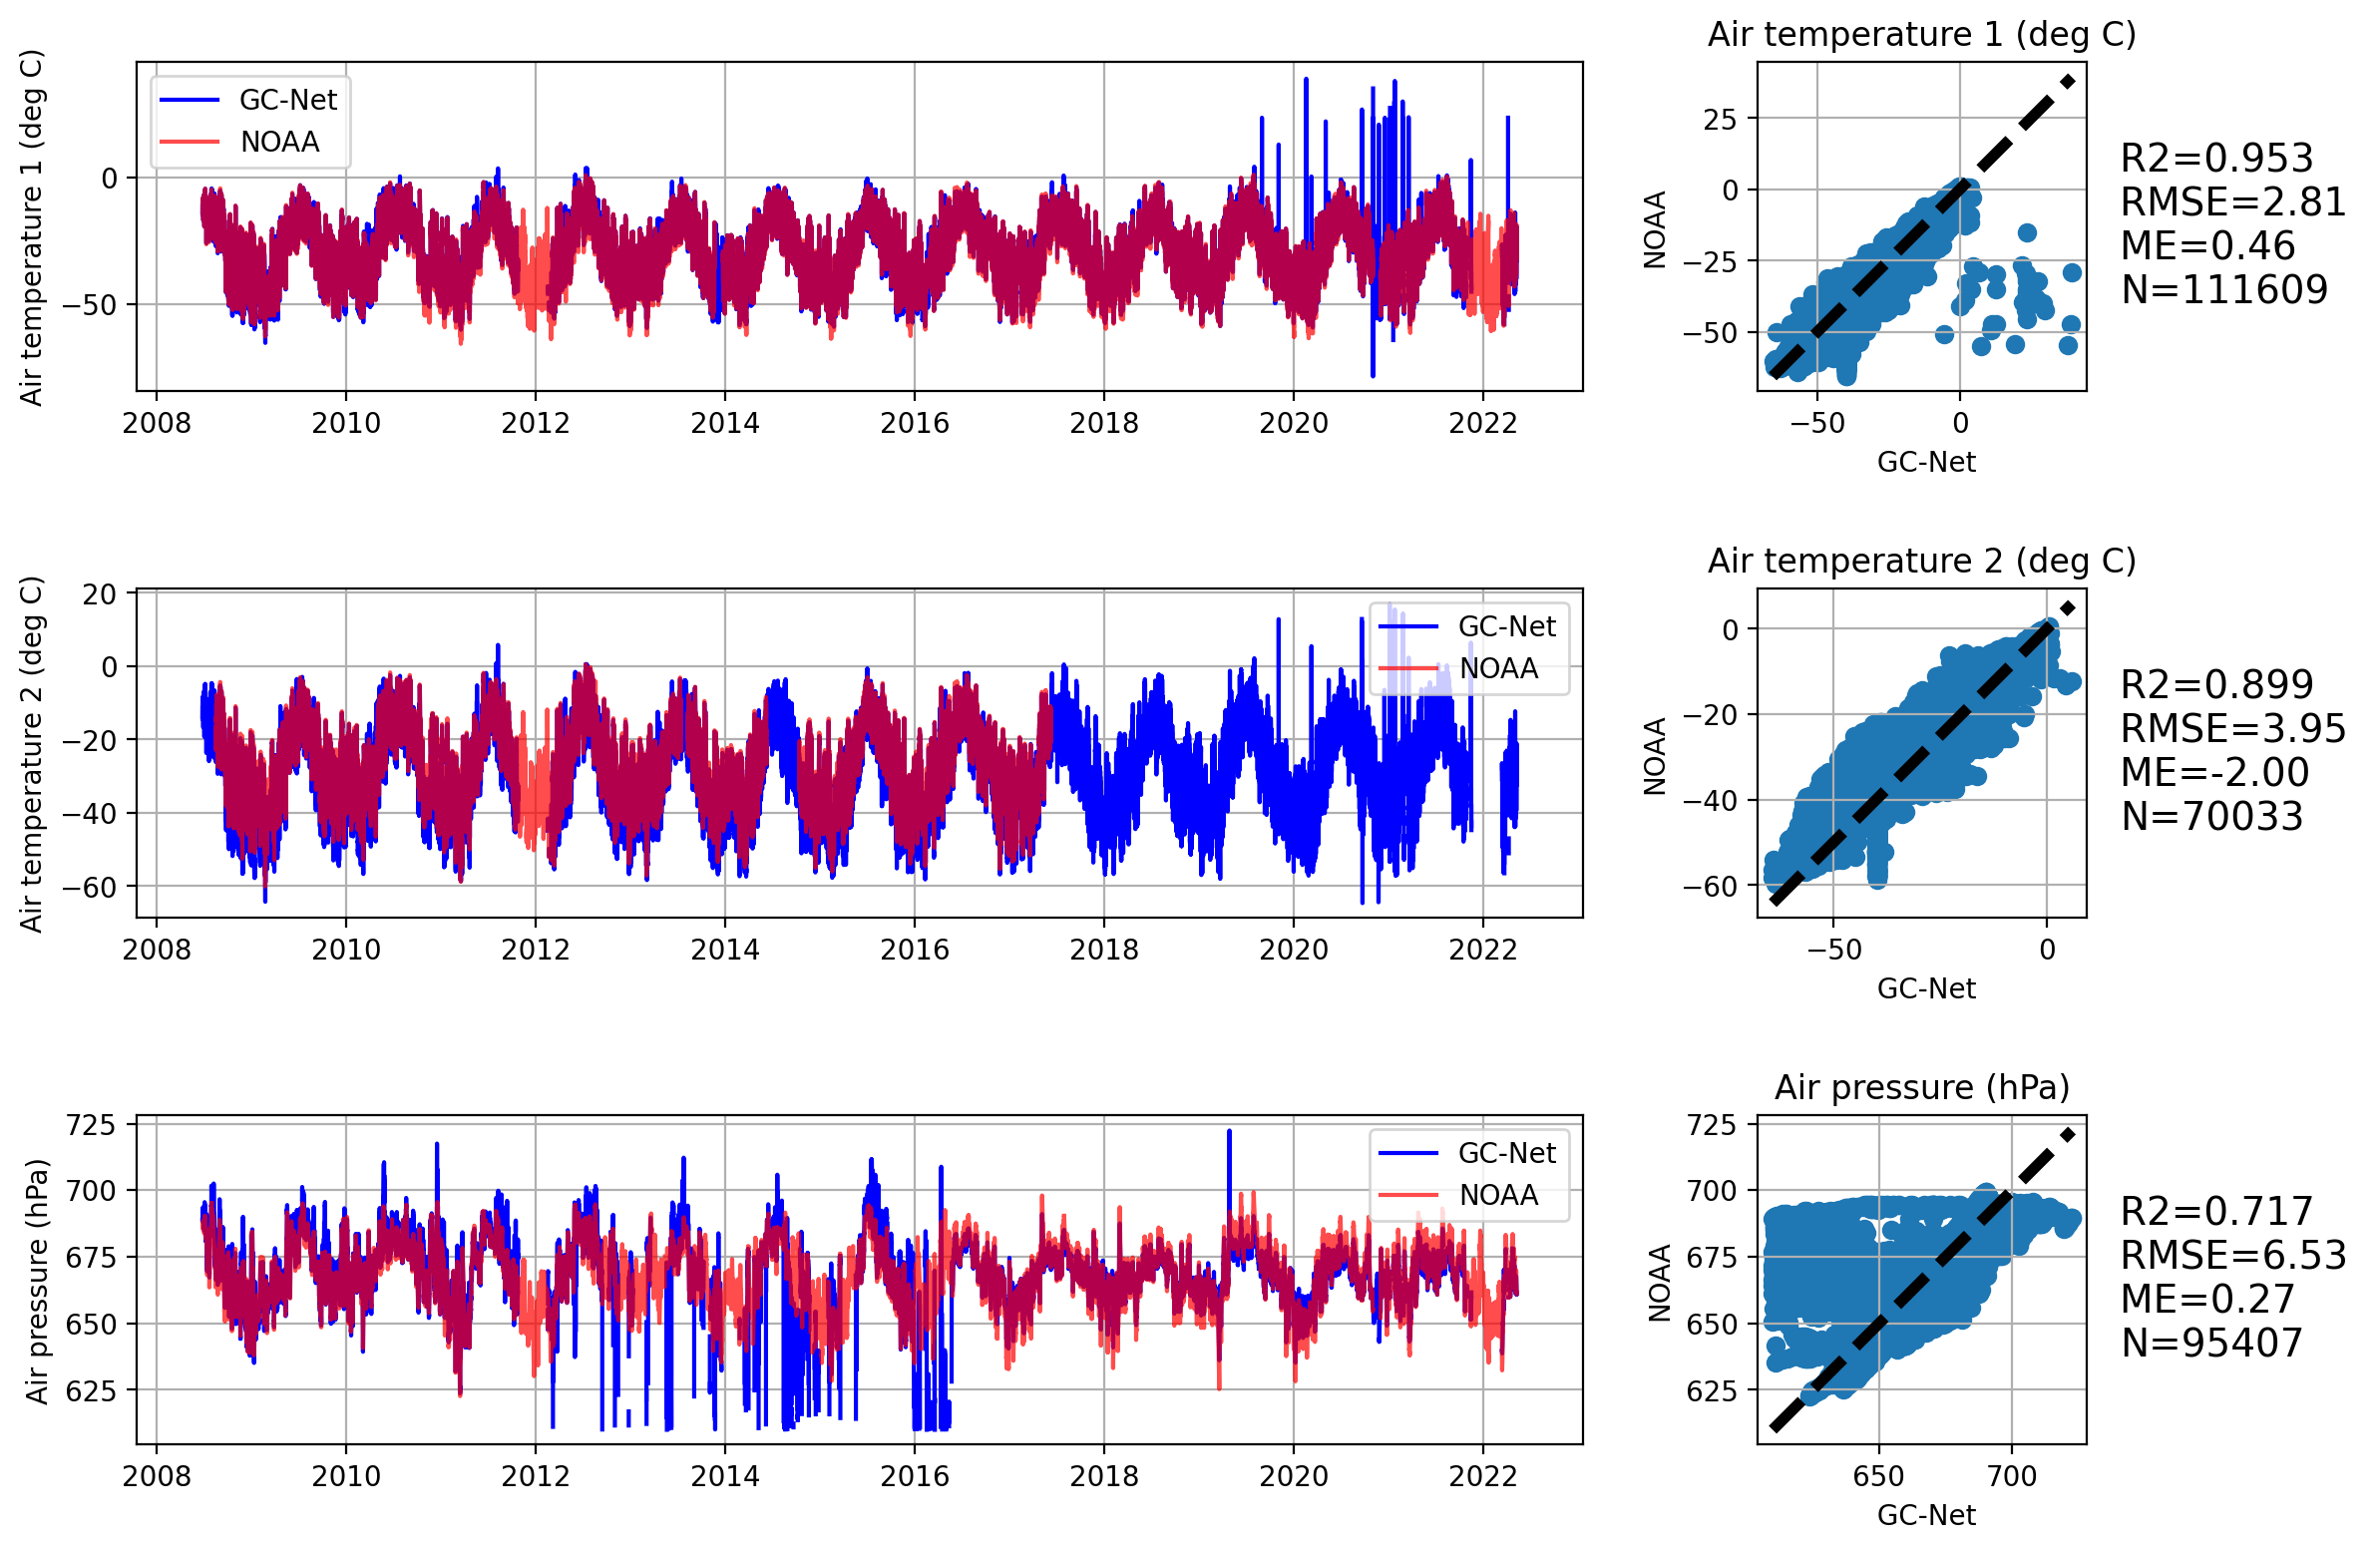 Air temperature 1 (deg C)
GC-Net
NOAA
0
−50
2008 2010 2012 2014 2016 2018 2020 2022
Air temperature 1 (deg C)
NOAA
25
0
−25
−50
−50 0
GC-Net
R2=0.953
RMSE=2.81
ME=0.46
N=111609
Air temperature 2 (deg C)
20
0
−20
−40
−60
GC-Net
NOAA
2008 2010 2012 2014 2016 2018 2020 2022
Air temperature 2 (deg C)
NOAA
0
−20
−40
−60
−50 0
GC-Net
R2=0.899
RMSE=3.95
ME=-2.00
N=70033
Air pressure (hPa)
725
700
675
650
625
GC-Net
NOAA
2008 2010 2012 2014 2016 2018 2020 2022
Air pressure (hPa)
NOAA
725
700
675
650
625
650 700
GC-Net
R2=0.717
RMSE=6.53
ME=0.27
N=95407